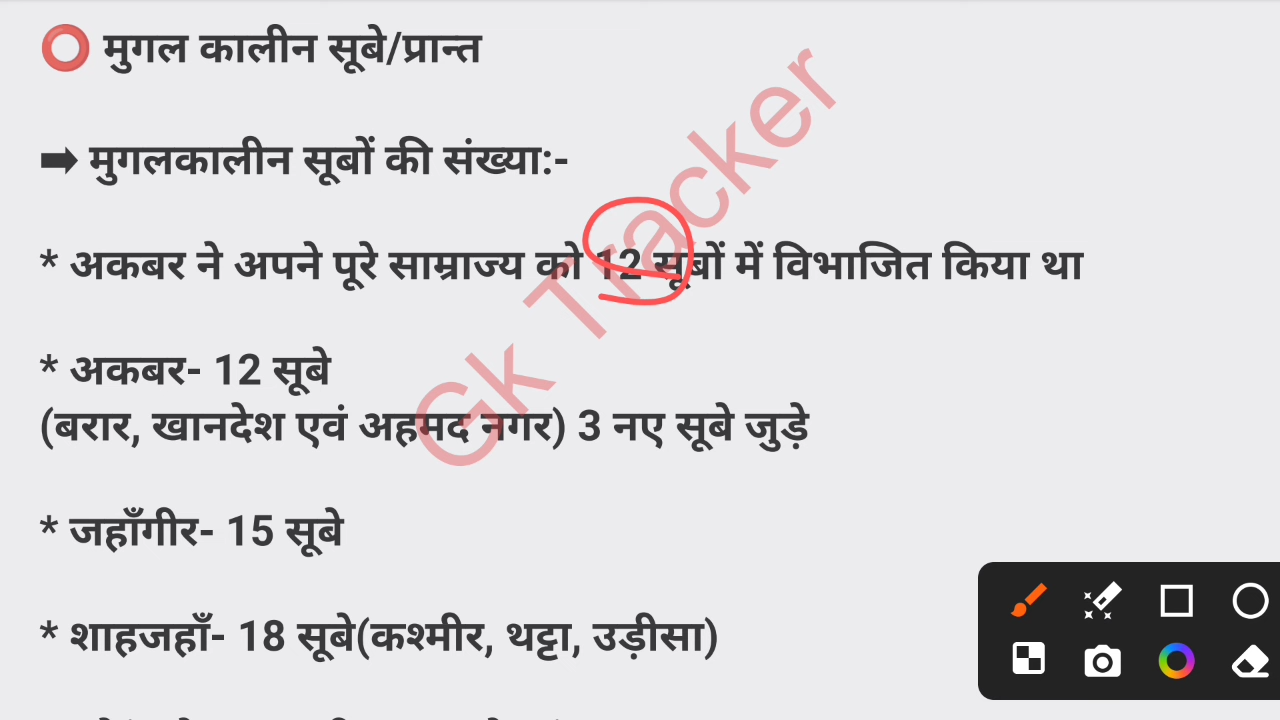 ⭕ मुगल कालीन सूबे/प्रान्त
➡ मुगलकालीन सूबों की संख्या:-
* अकबर ने अपने पूरे साम्राज्य को 12 सूबों में विभाजित किया था
* अकबर- 12 सूबे
(बरार, खानदेश एवं अहमद नगर) 3 नए सूबे जुड़े
* जहाँगीर- 15 सूबे
* शाहजहाँ- 18 सूबे(कश्मीर, थट्टा, उड़ीसा)
Gk Tracker